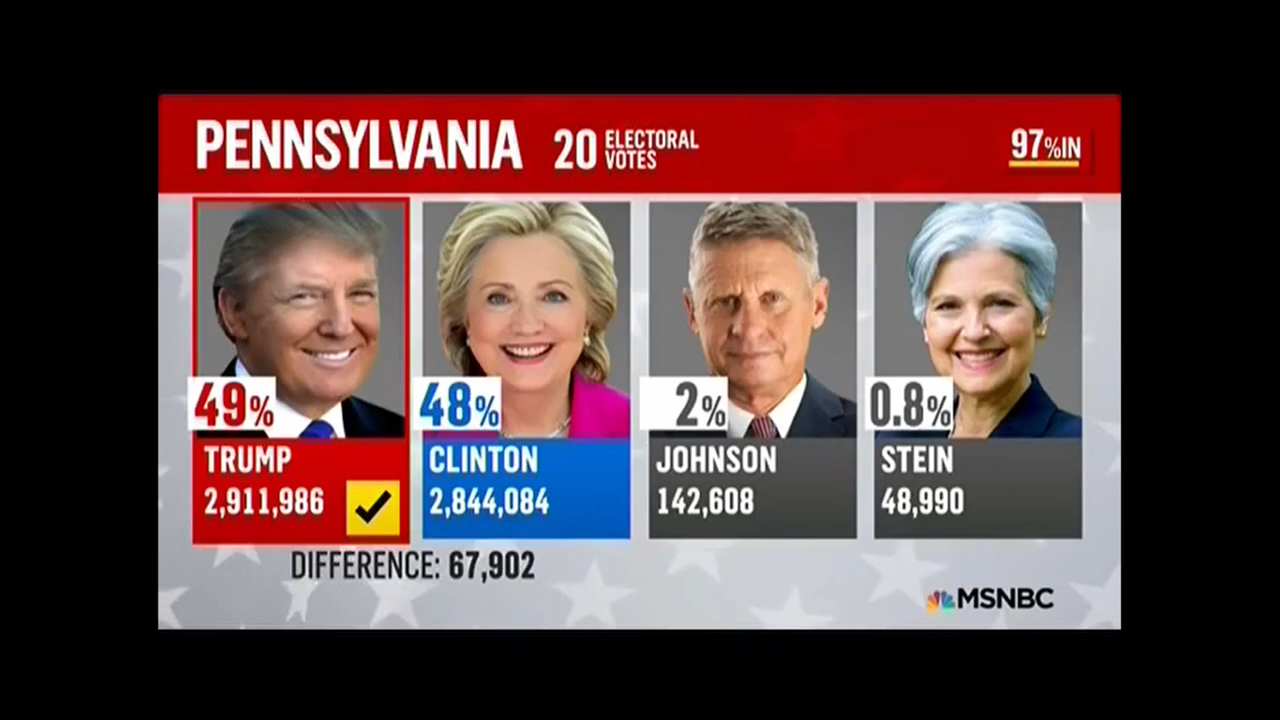 PENNSYLVANIA 20 ELECTORAL VOTES 97%IN
49% 48% 2% 0.8%
TRUMP CLINTON JOHNSON STEIN
2,911,986 2,844,084 142,608 48,990
DIFFERENCE: 67,902
MSNBC